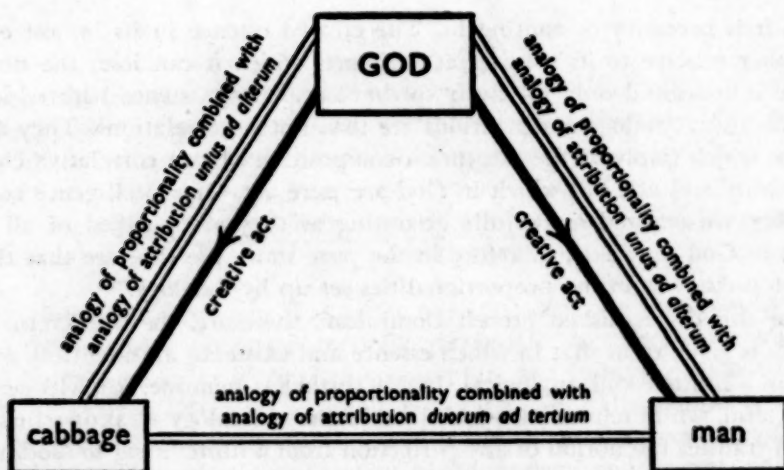 GOD
analogy of proportionality combined with
analogy of attribution unius ad alterum
creative act
analogy of proportionality combined with
analogy of attribution unius ad alterum
creative act
analogy of proportionality combined with
analogy of attribution duorum ad tertium
cabbage
man